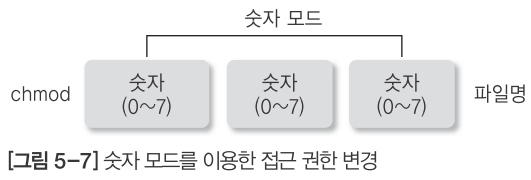 숫자 모드
chmod 숫자 숫자 숫자 파일명
(0~7) (0~7) (0~7)
[그림 5-7] 숫자 모드를 이용한 접근 권한 변경